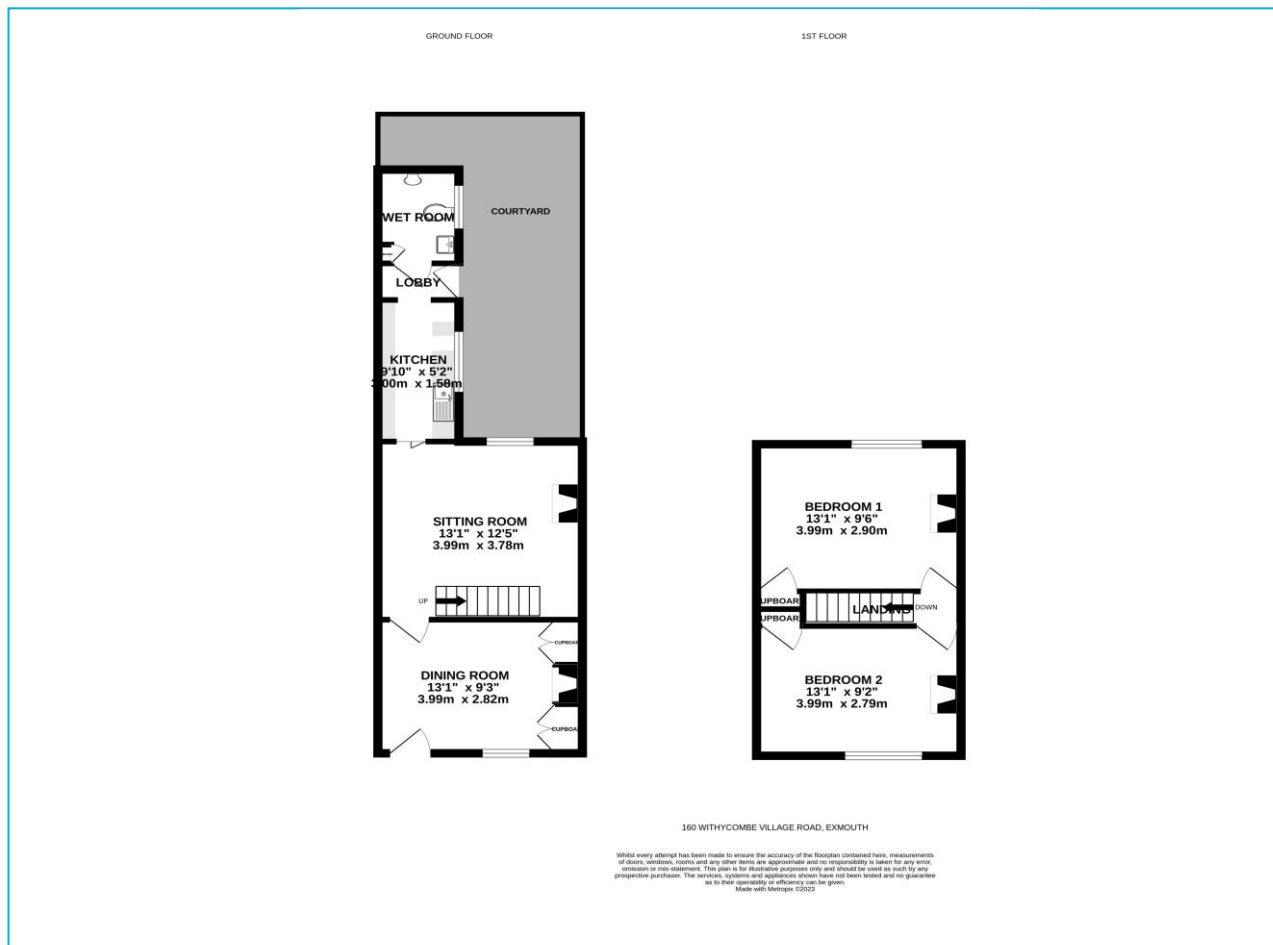 GROUND FLOOR
1ST FLOOR
COURTYARD
WET ROOM
LOBBY
KITCHEN
9'10" x 5'2"
3.00m x 1.58m
SITTING ROOM
13'1" x 12'5"
3.99m x 3.78m
UP
CUPBOAR
DINING ROOM
13'1" x 9'3"
3.99m x 2.82m
CUPBOAR
BEDROOM 1
13'1" x 9'6"
3.99m x 2.90m
UPBOAR
LANDING
DOWN
UPBOAR
BEDROOM 2
13'1" x 9'2"
3.99m x 2.79m
160 WITHYCOMBE VILLAGE ROAD, EXMOUTH
Whilst every attempt has been made to ensure the accuracy of the floorplan contained here, measurements
of doors, windows, rooms and any other items are approximate and no responsibility is taken for any error,
omission or mis-statement. This plan is for illustrative purposes only and should be used as such by any
prospective purchaser. The services, systems and appliances shown have not been tested and no guarantee
as to their operability or efficiency can be given.
Made with Metropix ©2023